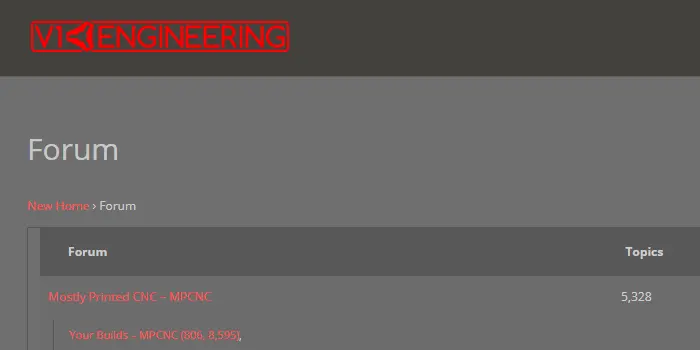 V1 ENGINEERING
Forum
New Home › Forum
Forum Topics
Mostly Printed CNC – MPCNC 5,328
Your Builds – MPCNC (806, 8,595),